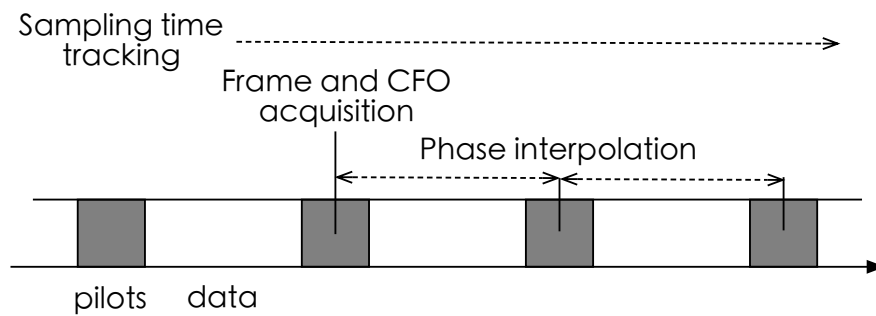 Sampling time
tracking
Frame and CFO
acquisition
Phase interpolation
pilots data